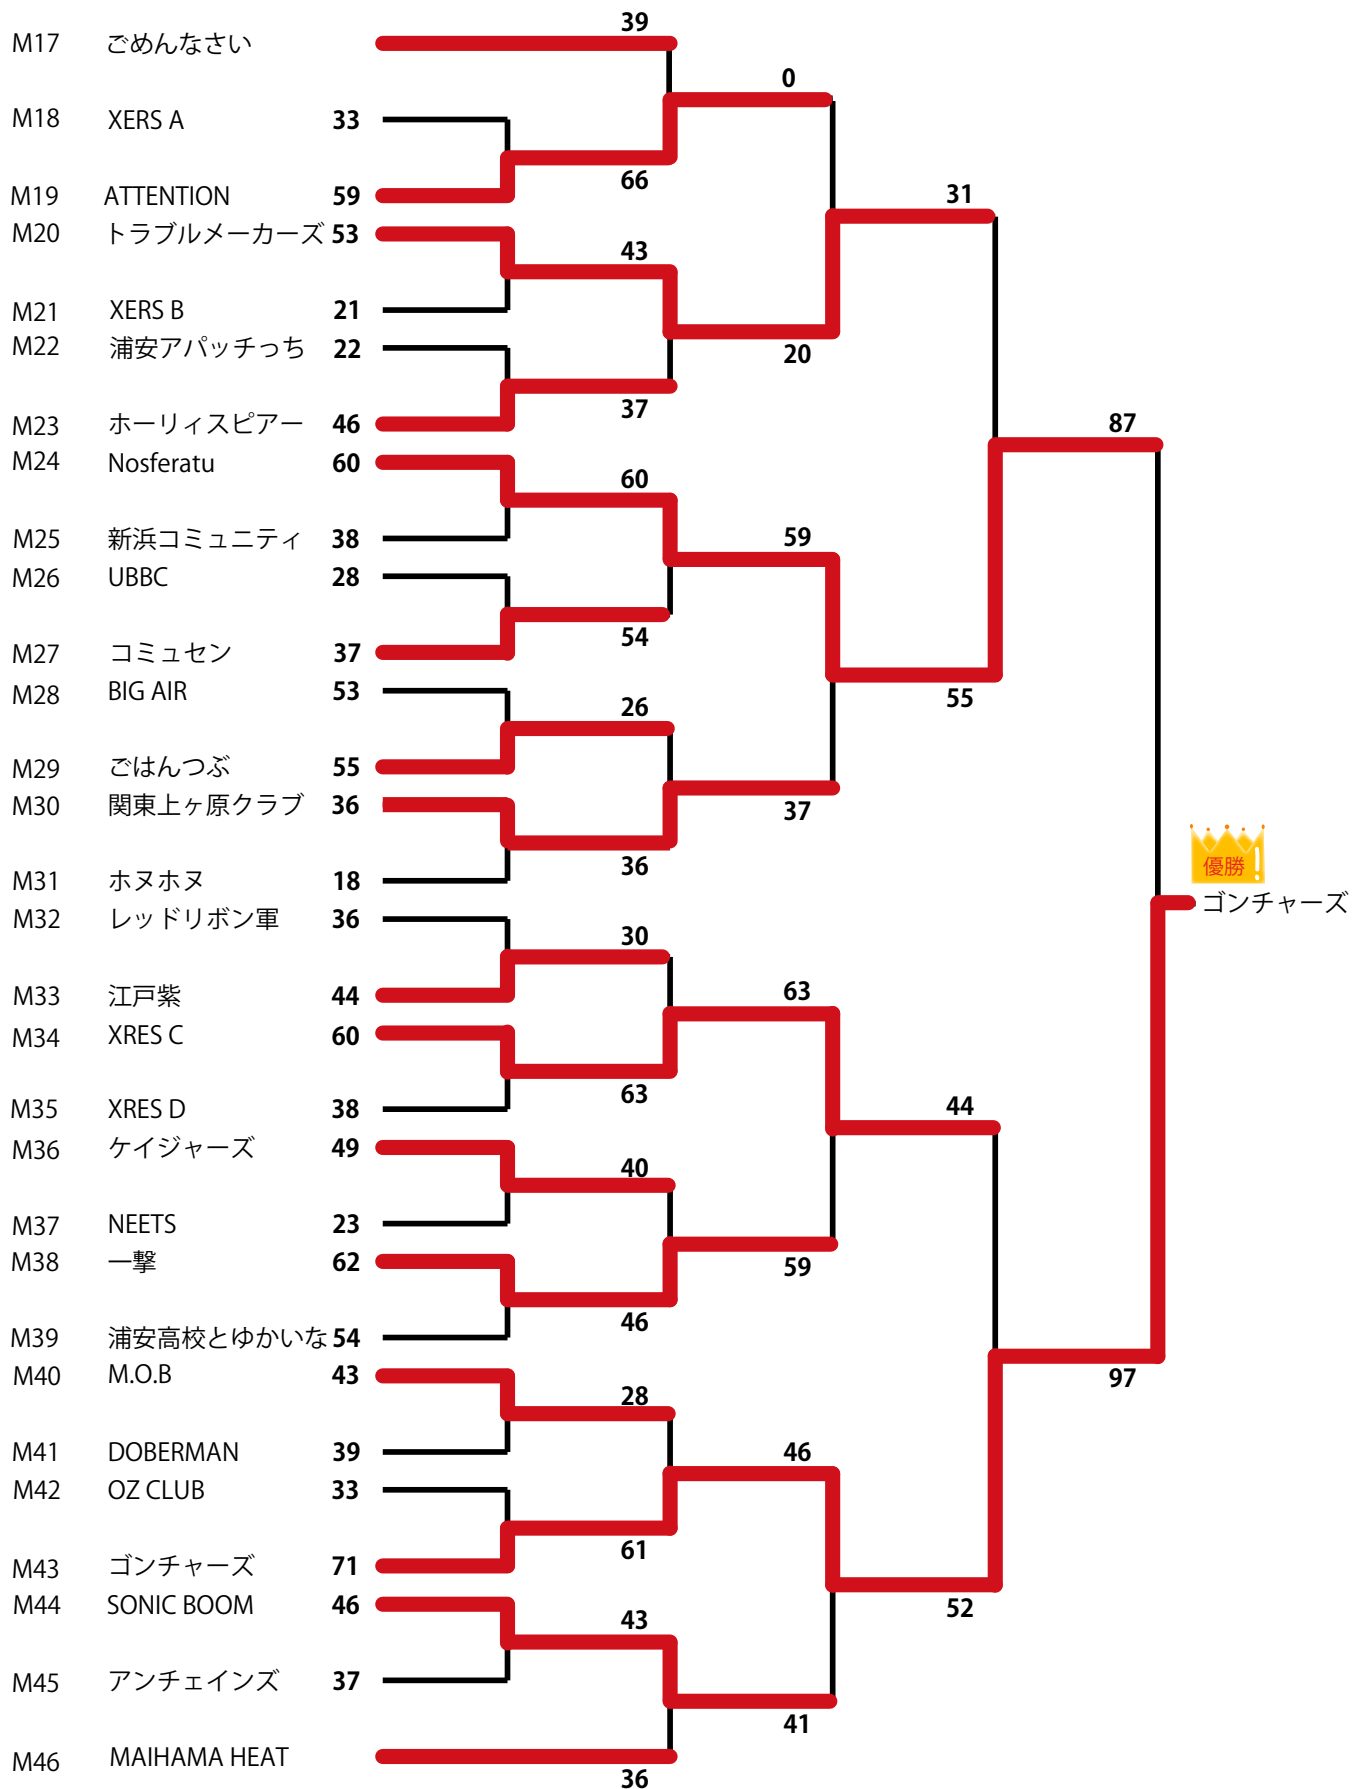 39
M17 ごめんなさい
0
M18 XERS A 33
66
M19 ATTENTION 59
31
M20 トラブルメーカーズ 53
43
M21 XERS B 21
M22 浦安アパッチっち 22
20
37
M23 ホーリィスピアー 46
87
M24 Nosferatu 60
60
M25 新浜コミュニティ 38
59
M26 UBBC 28
54
M27 コミュセン 37
M28 BIG AIR 53
55
26
M29 ごはんつぶ 55
M30 関東上ヶ原クラブ 36
37
36
優勝
M31 ホヌホヌ 18
ゴンチャーズ
M32 レッドリボン軍 36
30
M33 江戸紫 44
63
M34 XRES C 60
63
M35 XRES D 38
44
M36 ケイジャーズ 49
40
M37 NEETS 23
M38 一撃 62
59
46
M39 浦安高校とゆかいな 54
M40 M.O.B 43
97
28
M41 DOBERMAN 39
46
M42 OZ CLUB 33
61
M43 ゴンチャーズ 71
M44 SONIC BOOM 46
52
43
M45 アンチェインズ 37
41
M46 MAIHAMA HEAT
36